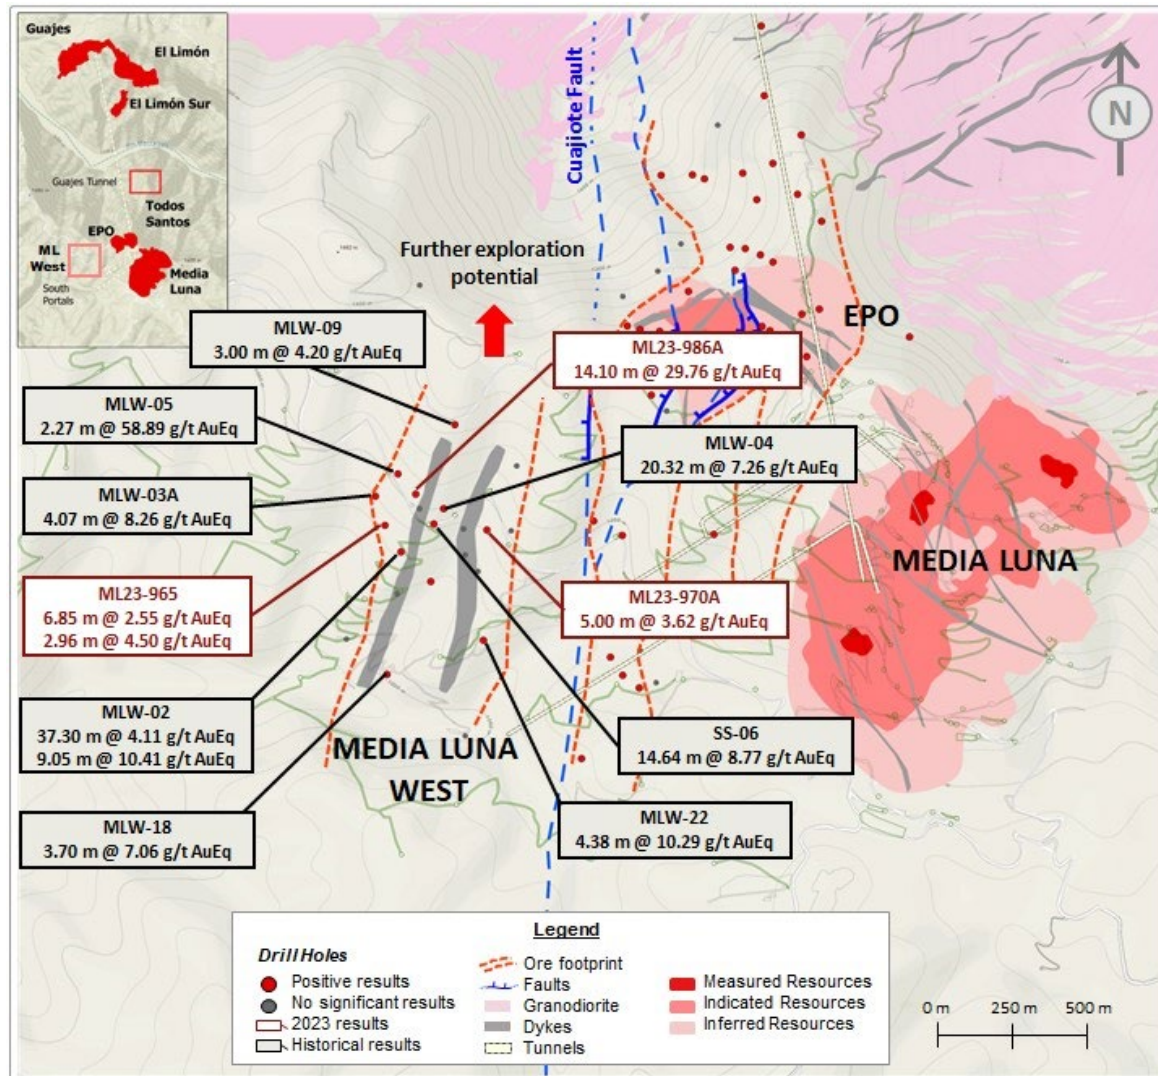 Guajes
El Limón
El Limón Sur
Guajes Tunnel
Todos
Santos
EPO
ML
West
South
Portals
Media
Luna
Cuajiote Fault
N
Further exploration
potential
EPO
MLW-09
3.00 m @ 4.20 g/t AuEq
ML23-986A
14.10 m @ 29.76 g/t AuEq
MLW-05
2.27 m @ 58.89 g/t AuEq
MLW-04
20.32 m @ 7.26 g/t AuEq
MLW-03A
4.07 m @ 8.26 g/t AuEq
MEDIA LUNA
ML23-965
6.85 m @ 2.55 g/t AuEq
2.96 m @ 4.50 g/t AuEq
ML23-970A
5.00 m @ 3.62 g/t AuEq
MLW-02
37.30 m @ 4.11 g/t AuEq
9.05 m @ 10.41 g/t AuEq
SS-06
14.64 m @ 8.77 g/t AuEq
MEDIA LUNA
WEST
MLW-18
3.70 m @ 7.06 g/t AuEq
MLW-22
4.38 m @ 10.29 g/t AuEq
Legend
Drill Holes
Positive results
No significant results
2023 results
Historical results
Ore footprint
Faults
Granodiorite
Dykes
Tunnels
Measured Resources
Indicated Resources
Inferred Resources
0 m 250 m 500 m